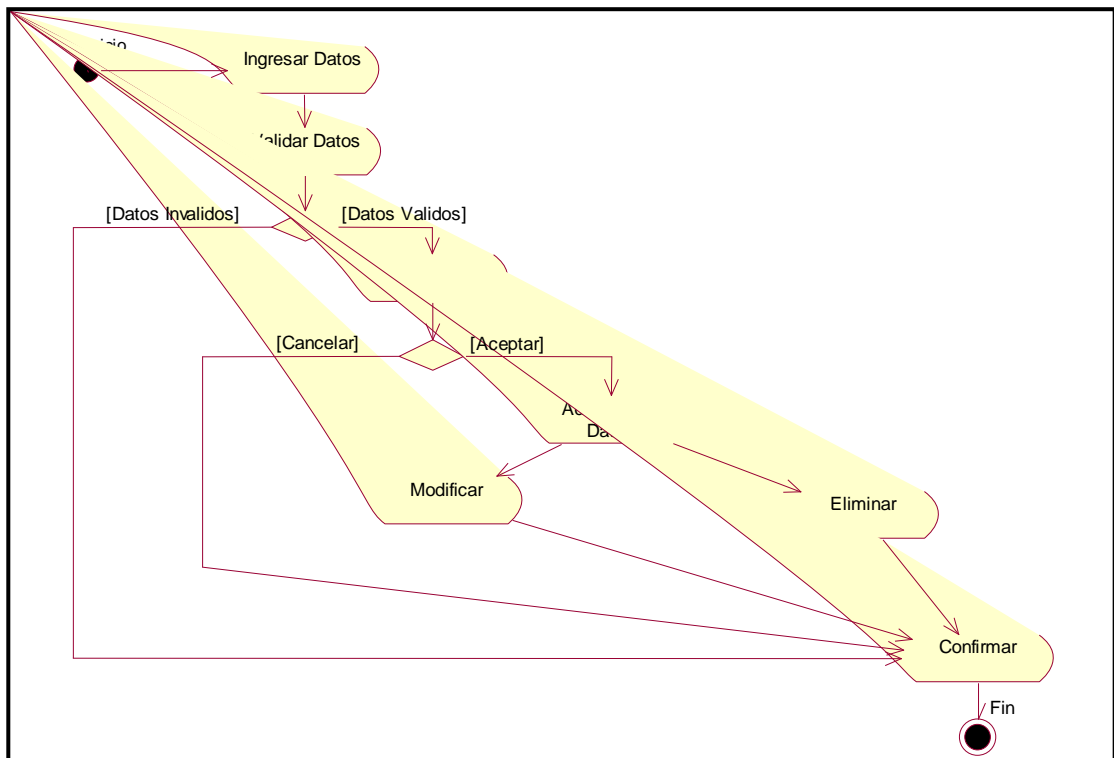 Ingresar Datos
Validar Datos
[Datos Invalidos]
[Datos Validos]
[Cancelar]
[Aceptar]
Modificar
Eliminar
Confirmar
Fin